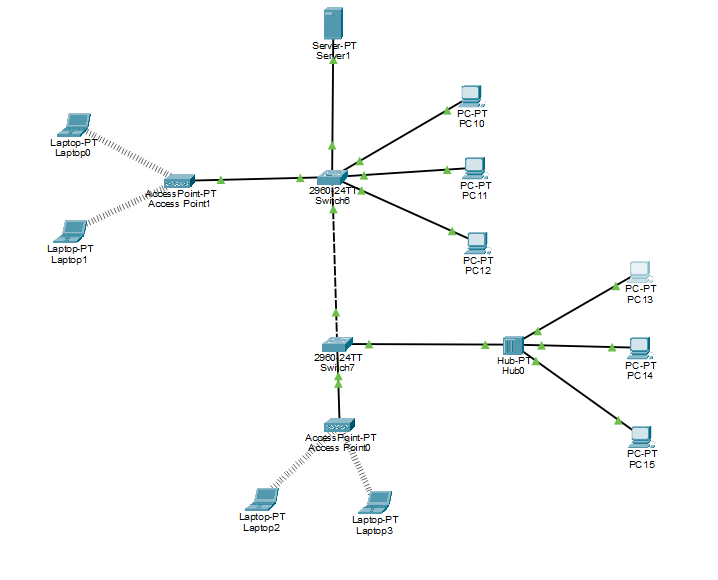 Server-PT
Server1
PC-PT
PC10
Laptop-PT
Laptop0
PC-PT
PC11
AccessPoint-PT
Access Point1
2960-24TT
Switch6
Laptop-PT
Laptop1
PC-PT
PC12
PC-PT
PC13
2960-24TT
Switch7
Hub-PT
Hub0
PC-PT
PC14
AccessPoint-PT
Access Point0
PC-PT
PC15
Laptop-PT
Laptop2
Laptop-PT
Laptop3